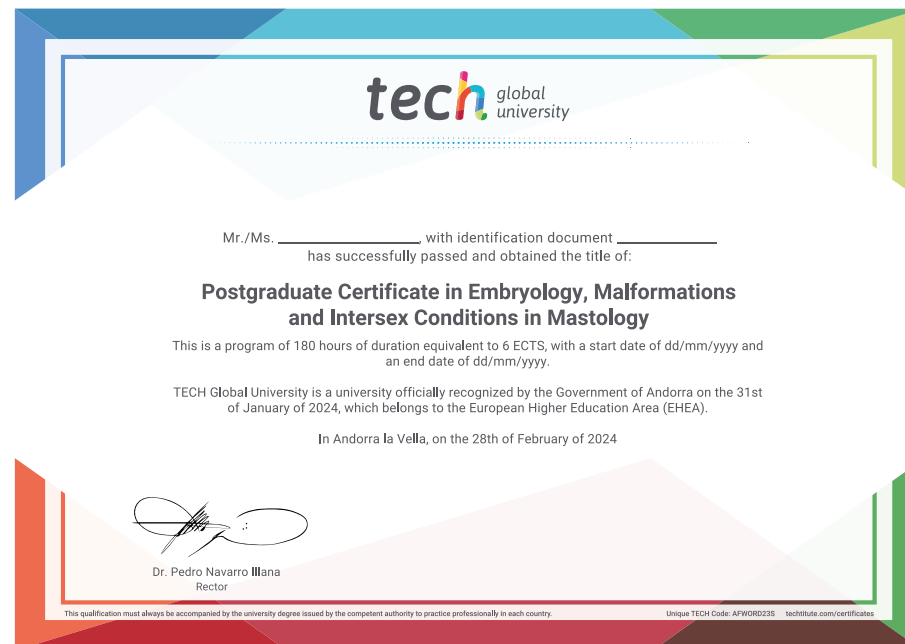 tech global university
Mr./Ms. ____________________, with identification document ______________
has successfully passed and obtained the title of:
Postgraduate Certificate in Embryology, Malformations
and Intersex Conditions in Mastology
This is a program of 180 hours of duration equivalent to 6 ECTS, with a start date of dd/mm/yyyy and
an end date of dd/mm/yyyy.
TECH Global University is a university officially recognized by the Government of Andorra on the 31st
of January of 2024, which belongs to the European Higher Education Area (EHEA).
In Andorra la Vella, on the 28th of February of 2024
Dr. Pedro Navarro Illana
Rector
This qualification must always be accompanied by the university degree issued by the competent authority to practice professionally in each country.
Unique TECH Code: AFWORD23S techtitute.com/certificates